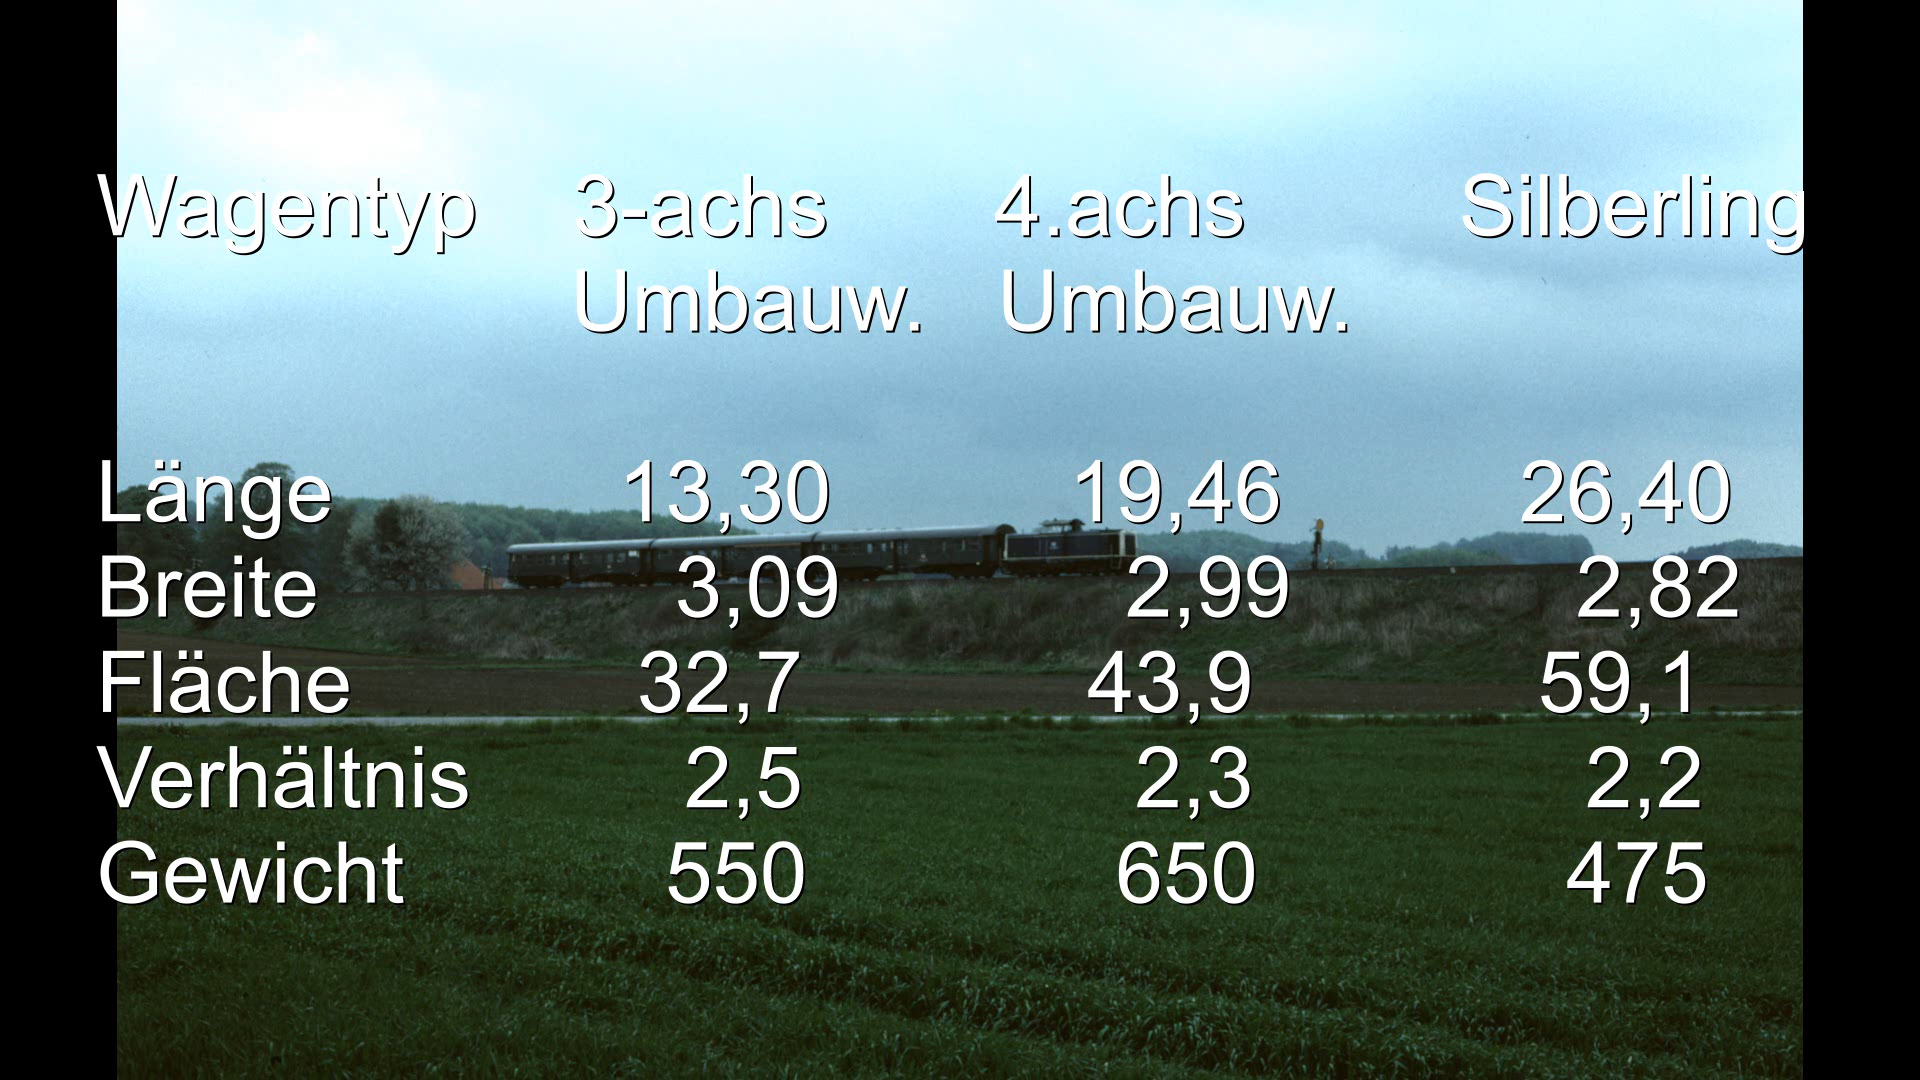 Wagentyp 3-achs 4.achs Silberling
Umbauw. Umbauw.
Länge 13,30 19,46 26,40
Breite 3,09 2,99 2,82
Fläche 32,7 43,9 59,1
Verhältnis 2,5 2,3 2,2
Gewicht 550 650 475